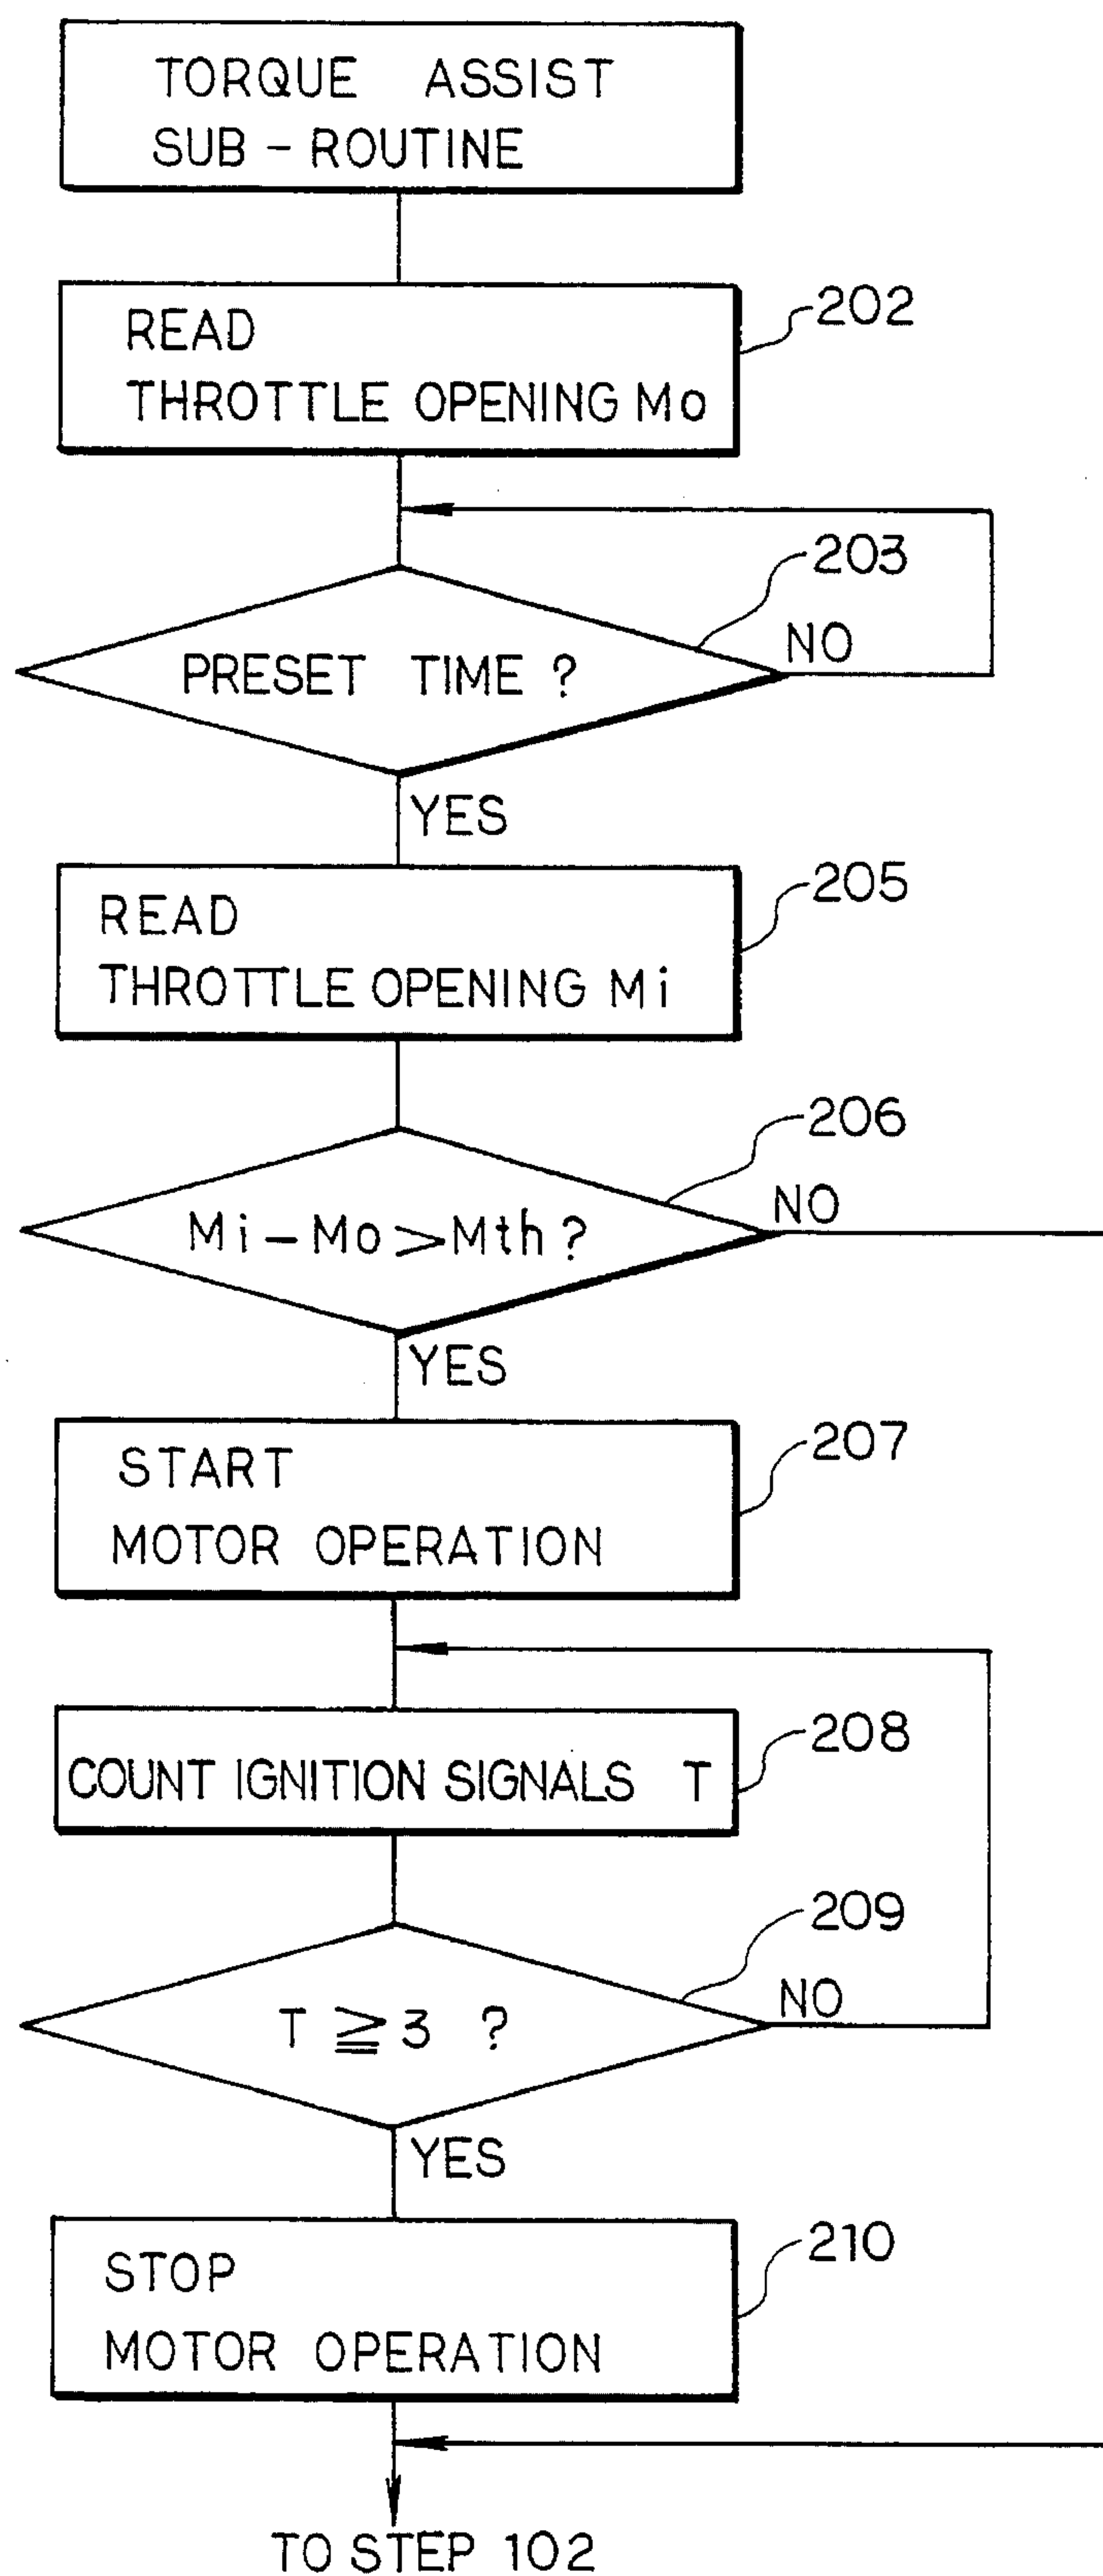 TORQUE ASSIST
SUB-ROUTINE
READ
THROTTLE OPENING Mo
202
203
PRESET TIME ?
NO
YES
READ
THROTTLE OPENING Mi
205
206
Mi-Mo>Mth?
NO
YES
START
MOTOR OPERATION
207
COUNT IGNITION SIGNALS T
208
209
T ≧ 3 ?
NO
YES
STOP
MOTOR OPERATION
210
TO STEP 102